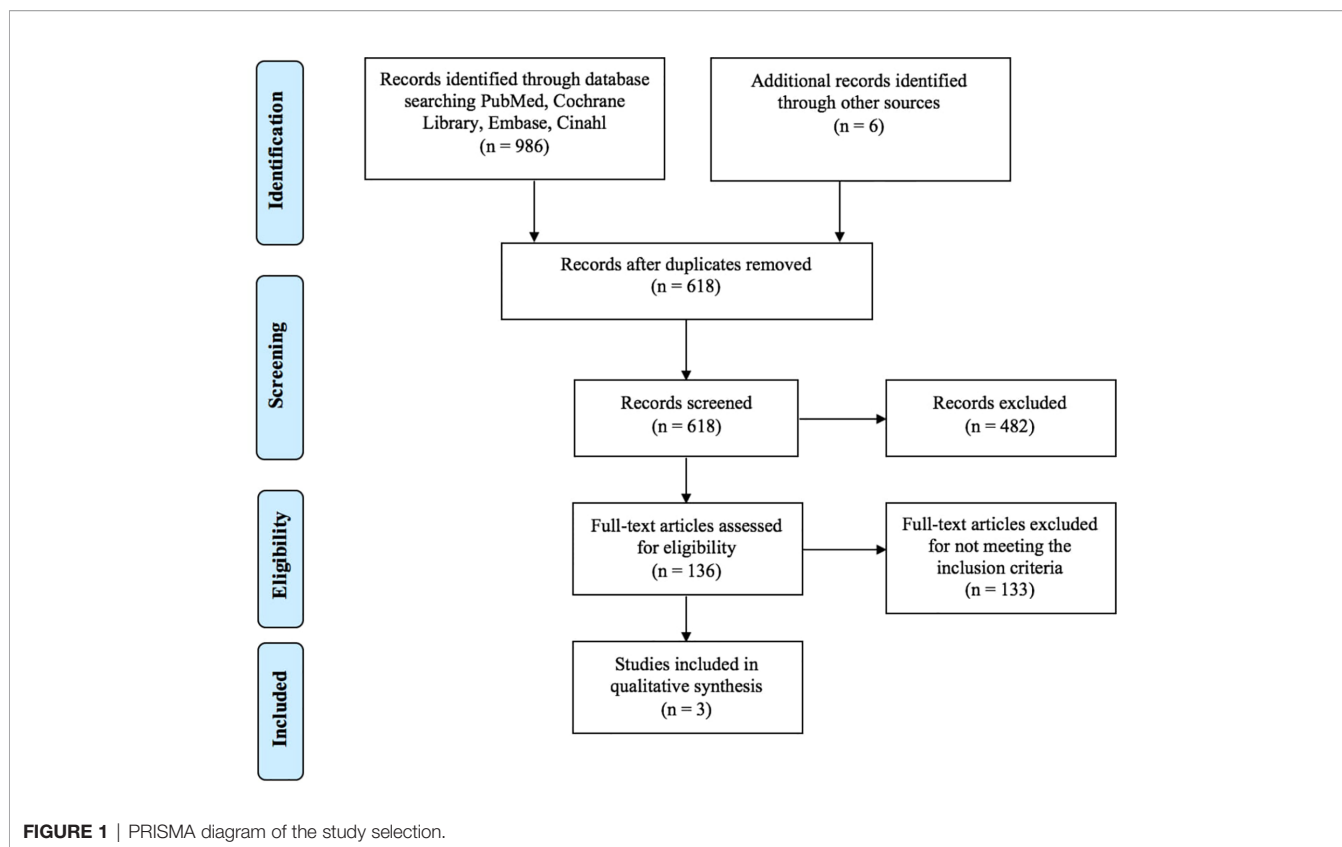 Identification
Records identified through database
searching PubMed, Cochrane
Library, Embase, Cinahl
(n = 986)
Additional records identified
through other sources
(n = 6)
Records after duplicates removed
(n = 618)
Screening
Records screened
(n = 618)
Records excluded
(n = 482)
Eligibility
Full-text articles assessed
for eligibility
(n = 136)
Full-text articles excluded
for not meeting the
inclusion criteria
(n = 133)
Included
Studies included in
qualitative synthesis
(n = 3)
FIGURE 1 | PRISMA diagram of the study selection.